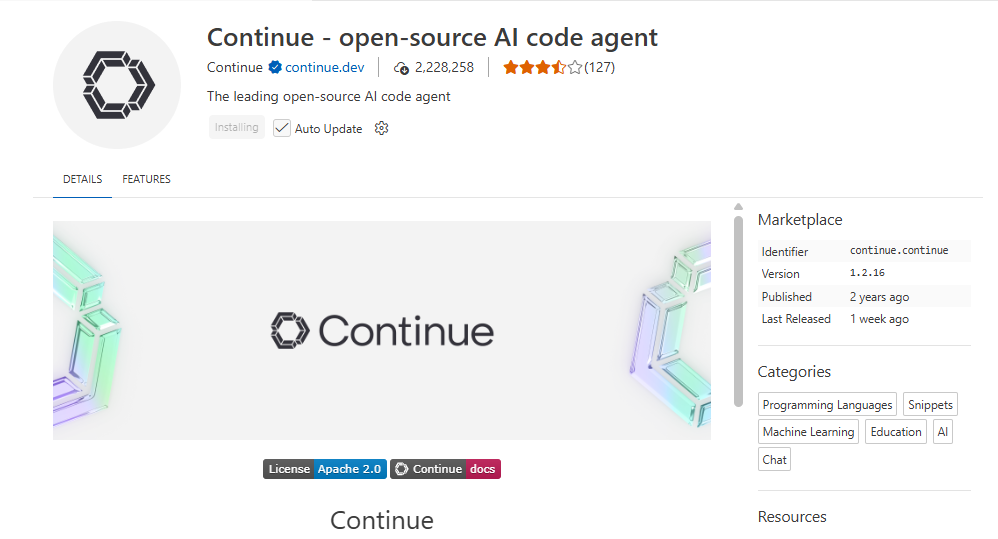 Continue - open-source AI code agent
Continue continue.dev 2,228,258 (127)
The leading open-source AI code agent
Installing Auto Update
DETAILS FEATURES
Continue
License Apache 2.0 Continue docs
Continue
Marketplace
Identifier continue.continue
Version 1.2.16
Published 2 years ago
Last Released 1 week ago
Categories
Programming Languages Snippets
Machine Learning Education AI
Chat
Resources